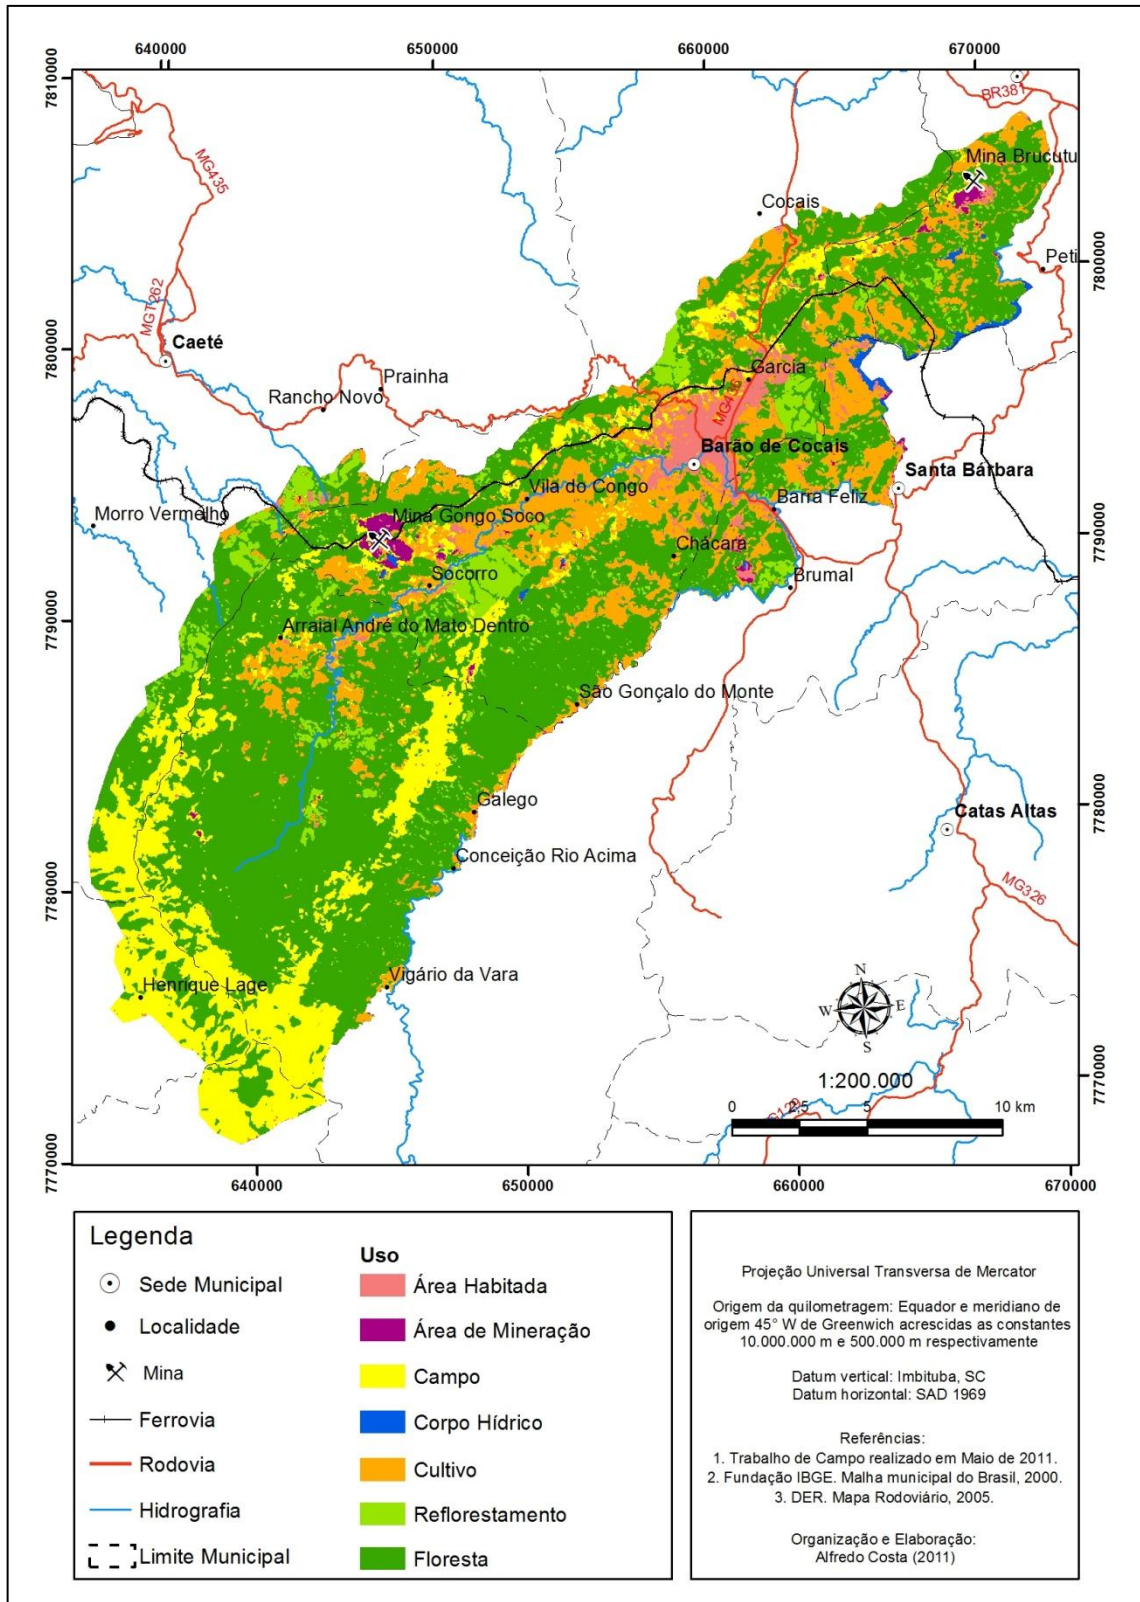 640000
650000
660000
670000
7810000
7800000
7790000
7780000
7770000
7800000
7790000
7780000
7770000
BR381
Mina Brucutu
MG435
Cocais
Peti
MGT262
Caeté
Prainha
Rancho Novo
Garcia
MG436
Barão de Cocais
Santa Bárbara
Vila do Congo
Barra Feliz
Morro Vermelho
Mina Gongo Soco
Chácara
Socorro
Brumal
Arraial André do Mato Dentro
São Gonçalo do Monte
Galego
Catas Altas
Conceição Rio Acima
MG326
Vigário da Vara
Henrique Lage
N
W
E
S
1:200.000
0 2,5 5 10 km
640000
650000
660000
670000
Legenda
Sede Municipal
Localidade
Mina
Ferrovia
Rodovia
Hidrografia
Limite Municipal
Uso
Área Habitada
Área de Mineração
Campo
Corpo Hídrico
Cultivo
Reflorestamento
Floresta
Projeção Universal Transversa de Mercator
Origem da quilometragem: Equador e meridiano de
origem 45° W de Greenwich acrescidas as constantes
10.000.000 m e 500.000 m respectivamente
Datum vertical: Imbituba, SC
Datum horizontal: SAD 1969
Referências:
1. Trabalho de Campo realizado em Maio de 2011.
2. Fundação IBGE. Malha municipal do Brasil, 2000.
3. DER. Mapa Rodoviário, 2005.
Organização e Elaboração:
Alfredo Costa (2011)